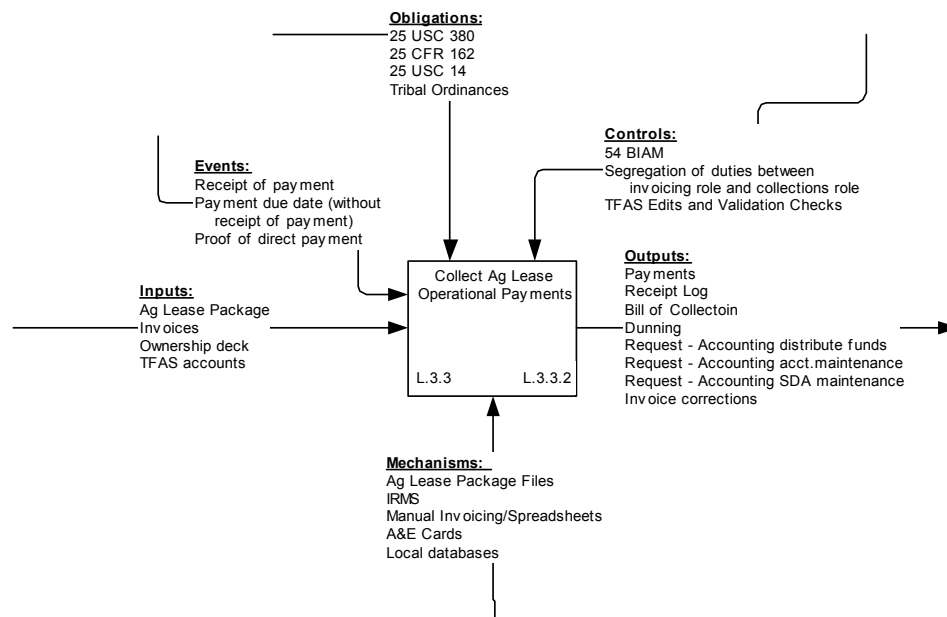 Obligations:
25 USC 380
25 CFR 162
25 USC 14
Tribal Ordinances
Controls:
54 BIAM
Segregation of duties between
invoicing role and collections role
TFAS Edits and Validation Checks
Events:
Receipt of payment
Payment due date (without
receipt of payment)
Proof of direct payment
Inputs:
Ag Lease Package
Invoices
Ownership deck
TFAS accounts
Collect Ag Lease
Operational Payments
L.3.3 L.3.3.2
Outputs:
Payments
Receipt Log
Bill of Collectoin
Dunning
Request - Accounting distribute funds
Request - Accounting acct.maintenance
Request - Accounting SDA maintenance
Invoice corrections
Mechanisms:
Ag Lease Package Files
IRMS
Manual Invoicing/Spreadsheets
A&E Cards
Local databases